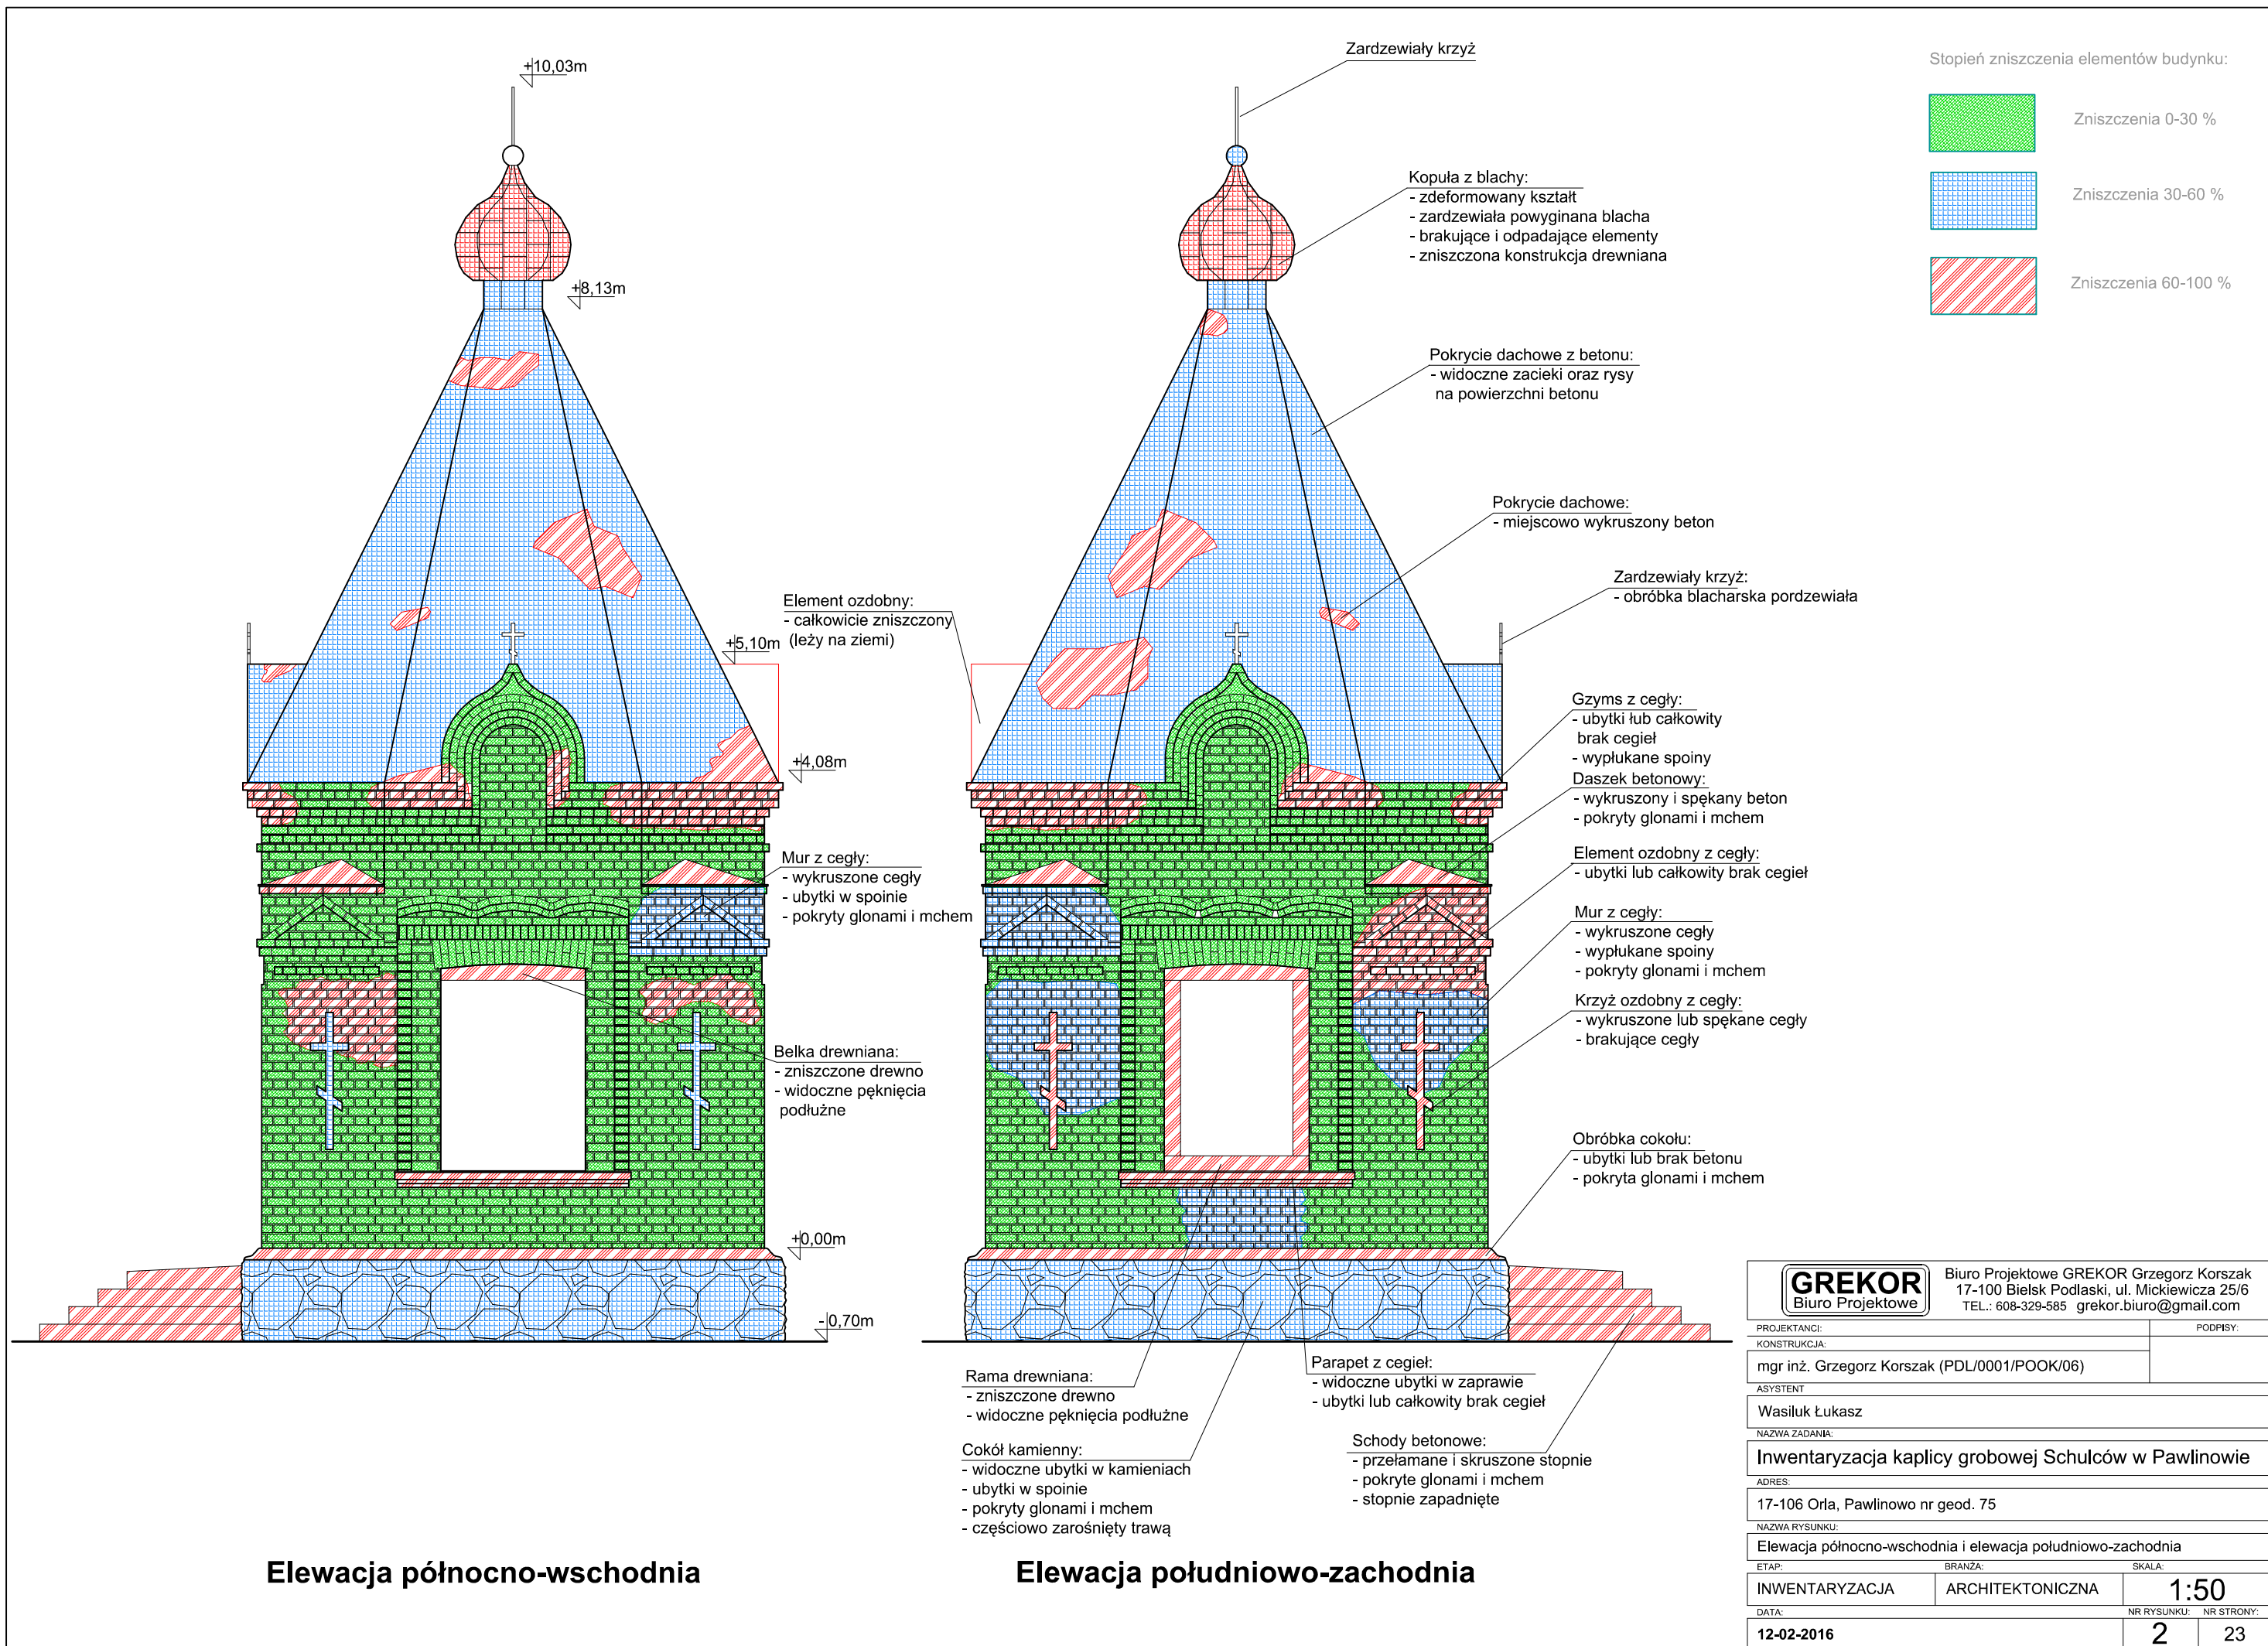 +10,03m
+8,13m
+5,10m
+4,08m
+0,00m
-0,70m
Element ozdobny:
- całkowicie zniszczony
(leży na ziemi)
Mur z cegły:
- wykruszone cegły
- ubytki w spoinie
- pokryty glonami i mchem
Belka drewniana:
- zniszczone drewno
- widoczne pęknięcia
podłużne
Elewacja północno-wschodnia
Zardzewiały krzyż
Kopuła z blachy:
- zdeformowany kształt
- zardzewiała powyginana blacha
- brakujące i odpadające elementy
- zniszczona konstrukcja drewniana
Pokrycie dachowe z betonu:
- widoczne zacieki oraz rysy
na powierzchni betonu
Pokrycie dachowe:
- miejscowo wykruszony beton
Zardzewiały krzyż:
- obróbka blacharska pordzewiała
Gzyms z cegły:
- ubytki łub całkowity
brak cegieł
- wypłukane spoiny
Daszek betonowy:
- wykruszony i spękany beton
- pokryty glonami i mchem
Element ozdobny z cegły:
- ubytki lub całkowity brak cegieł
Mur z cegły:
- wykruszone cegły
- wypłukane spoiny
- pokryty glonami i mchem
Krzyż ozdobny z cegły:
- wykruszone lub spękane cegły
- brakujące cegły
Obróbka cokołu:
- ubytki lub brak betonu
- pokryta glonami i mchem
Rama drewniana:
- zniszczone drewno
- widoczne pęknięcia podłużne
Cokół kamienny:
- widoczne ubytki w kamieniach
- ubytki w spoinie
- pokryty glonami i mchem
- częściowo zarośnięty trawą
Parapet z cegieł:
- widoczne ubytki w zaprawie
- ubytki lub całkowity brak cegieł
Schody betonowe:
- przełamane i skruszone stopnie
- pokryte glonami i mchem
- stopnie zapadnięte
Elewacja południowo-zachodnia
Stopień zniszczenia elementów budynku:
Zniszczenia 0-30 %
Zniszczenia 30-60 %
Zniszczenia 60-100 %
GREKOR
Biuro Projektowe
Biuro Projektowe GREKOR Grzegorz Korszak
17-100 Bielsk Podlaski, ul. Mickiewicza 25/6
TEL.: 608-329-585 grekor.biuro@gmail.com
PROJEKTANCI: PODPISY:
KONSTRUKCJA:
mgr inż. Grzegorz Korszak (PDL/0001/POOK/06)
ASYSTENT
Wasiluk Łukasz
NAZWA ZADANIA:
Inwentaryzacja kaplicy grobowej Schulców w Pawlinowie
ADRES:
17-106 Orla, Pawlinowo nr geod. 75
NAZWA RYSUNKU:
Elewacja północno-wschodnia i elewacja południowo-zachodnia
ETAP: BRANŻA: SKALA:
INWENTARYZACJA ARCHITEKTONICZNA 1:50
DATA: NR RYSUNKU: NR STRONY:
12-02-2016 2 23